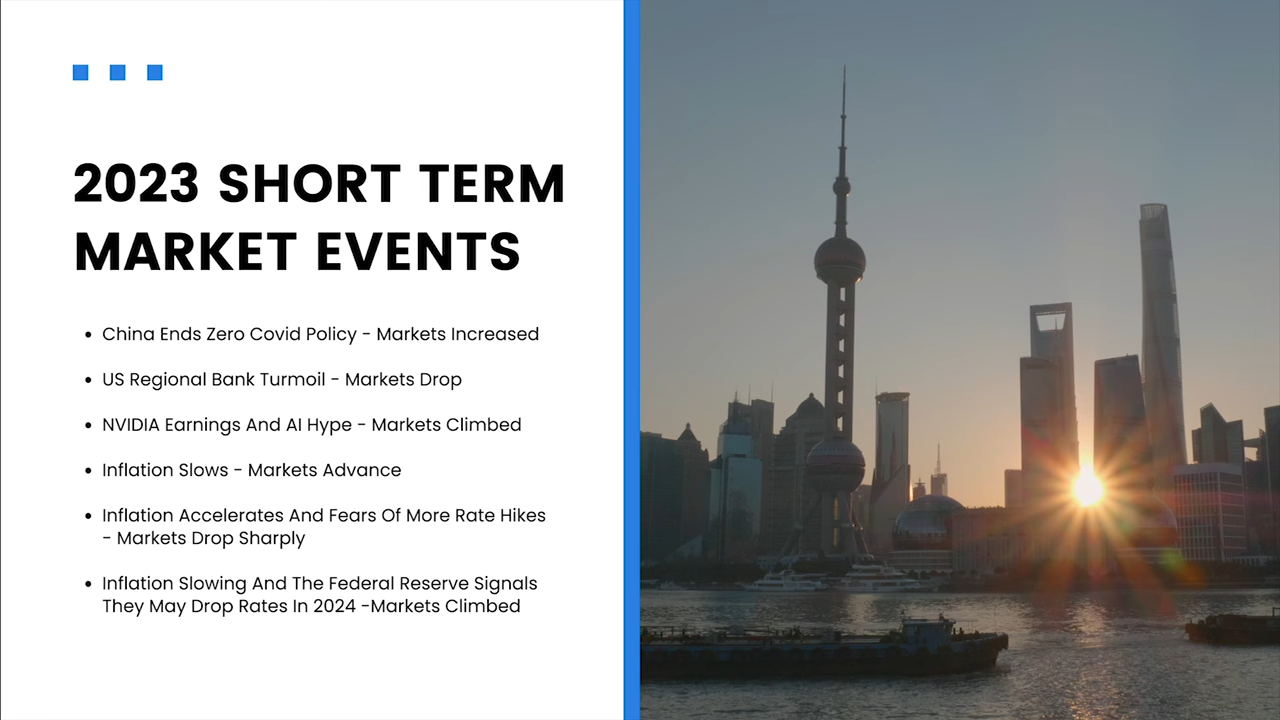 2023 SHORT TERM
MARKET EVENTS
• China Ends Zero Covid Policy - Markets Increased
• US Regional Bank Turmoil - Markets Drop
• NVIDIA Earnings And AI Hype - Markets Climbed
• Inflation Slows - Markets Advance
• Inflation Accelerates And Fears Of More Rate Hikes
- Markets Drop Sharply
• Inflation Slowing And The Federal Reserve Signals
They May Drop Rates In 2024 -Markets Climbed